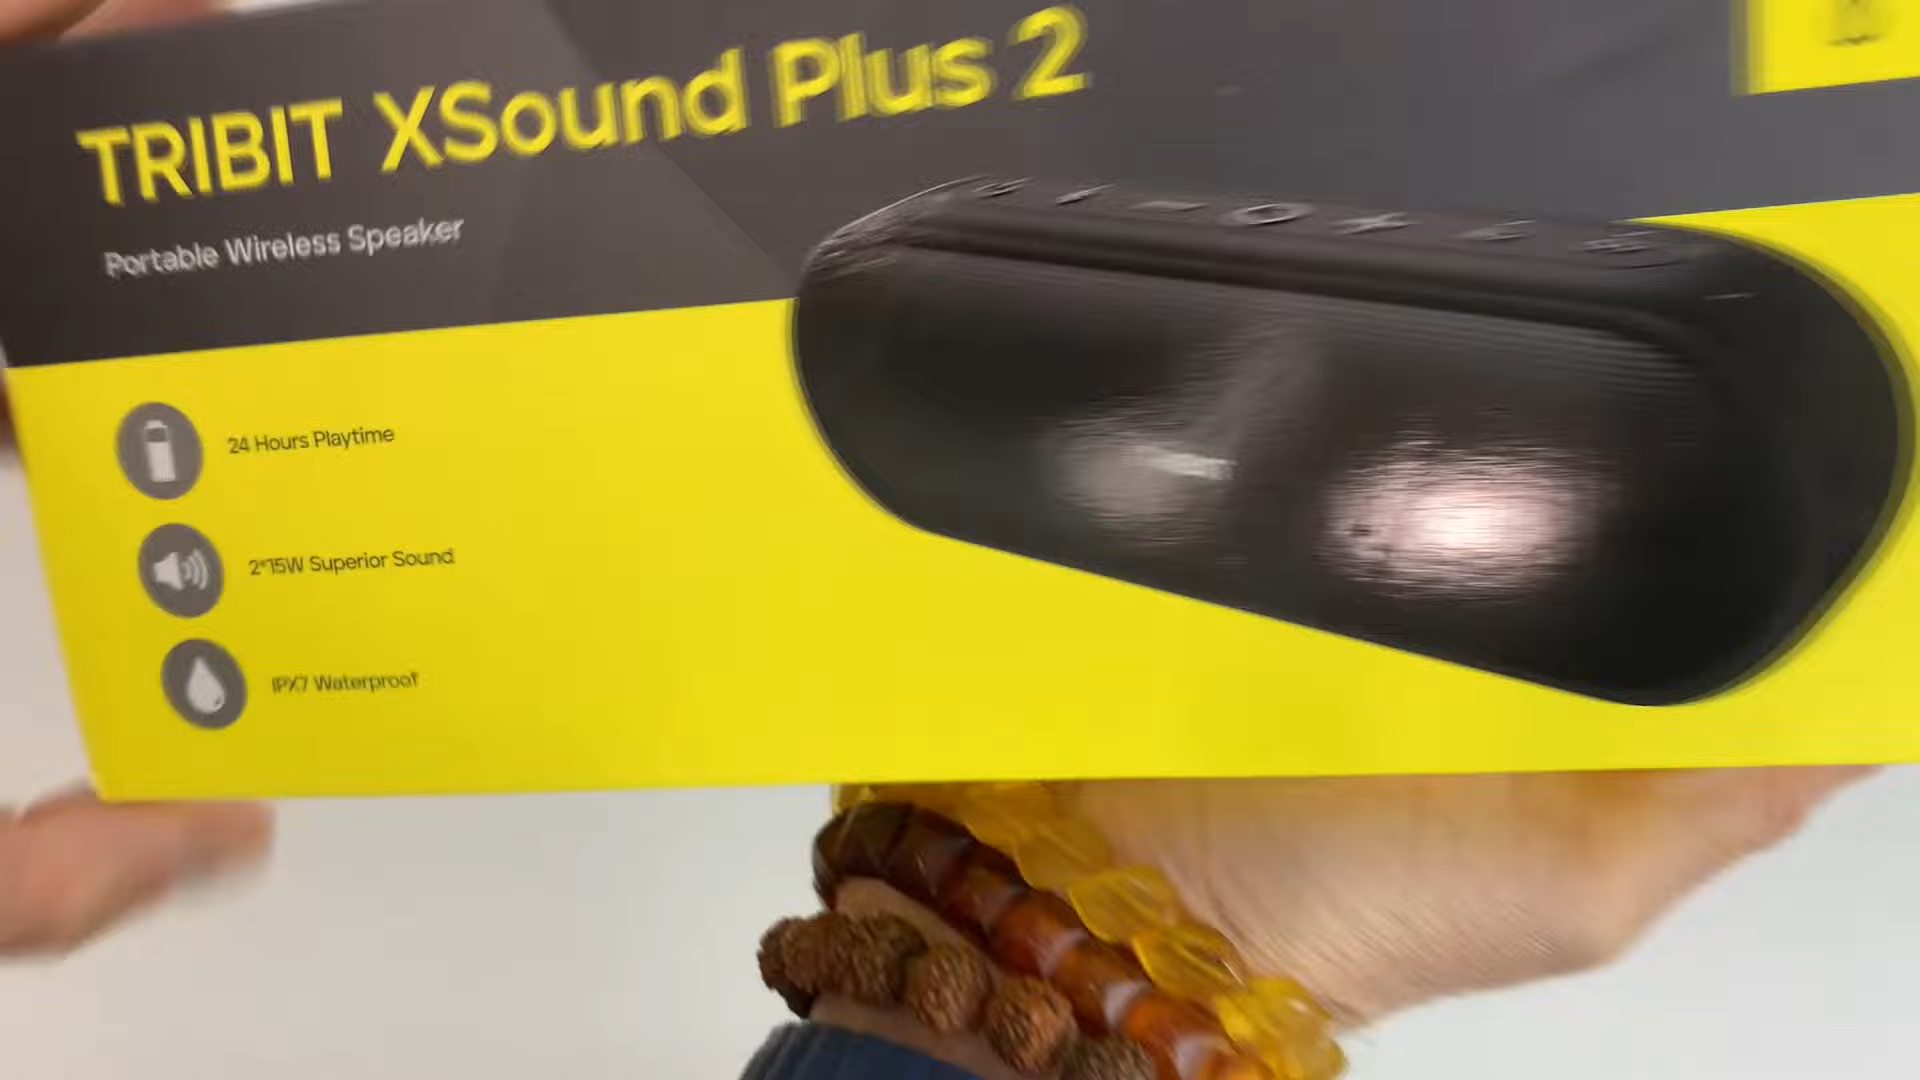 TRIBIT XSound Plus 2
Portable Wireless Speaker
24 Hours Playtime
2*15W Superior Sound
IPX7 Waterproof